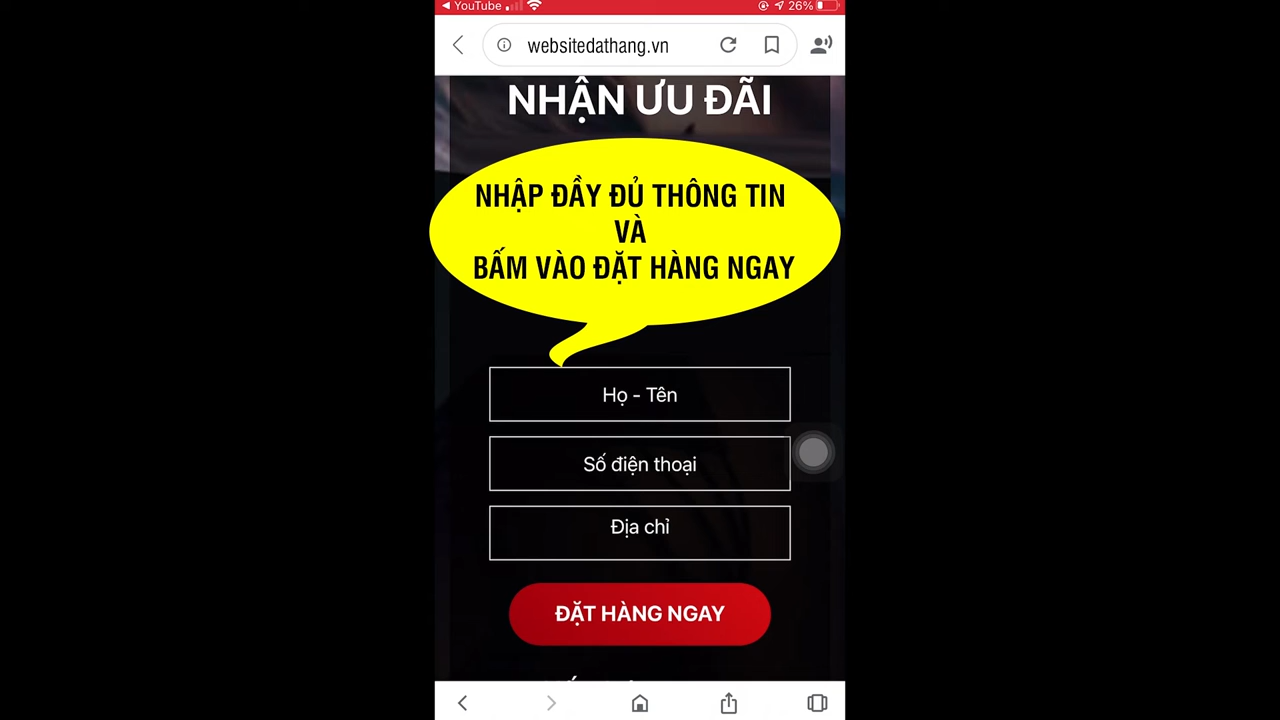 YouTube
26%
websitedathang.vn
NHẬN ƯU ĐÃI
NHẬP ĐẦY ĐỦ THÔNG TIN
VÀ
BẤM VÀO ĐẶT HÀNG NGAY
Họ - Tên
Số điện thoại
Địa chỉ
ĐẶT HÀNG NGAY